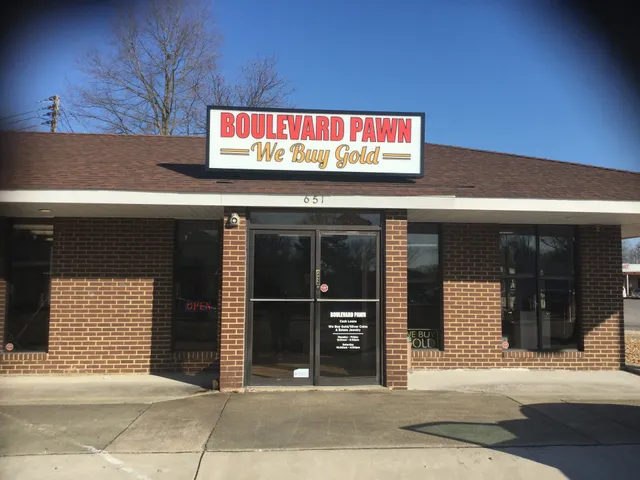 BOULEVARD PAWN
We Buy Gold
651
OPEN
BOULEVARD PAWN
Cash Loans
We Buy Gold/Silver Coins
& Estate Jewelry
WE BUY
GOLD